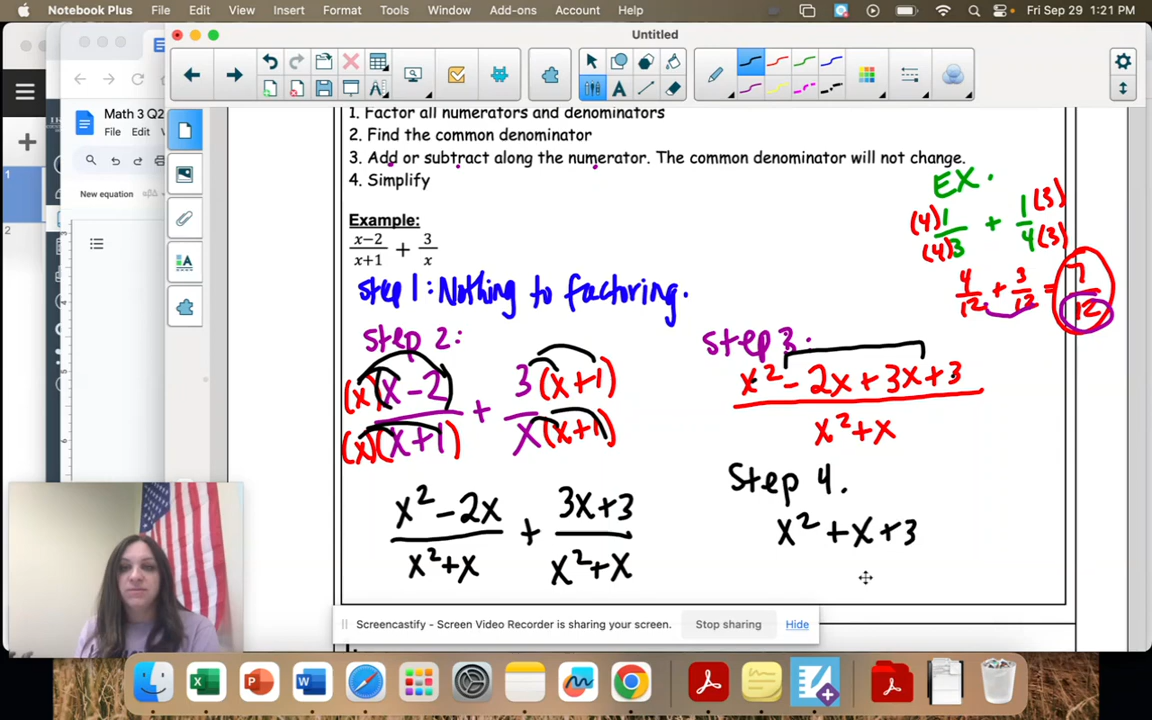 Notebook Plus File Edit View Insert Format Tools Add-ons Account Help Fri Sep 29 1:21 PM
Untitled
Math 3 Q2
File Edit
New equation
1
2
1. Factor all numerators and denominators
2. Find the common denominator
3. Add or subtract along the numerator. The common denominator will not change.
4. Simplify
Example:
x−2/x+1 + 3/x
EX.
(4)1/(4)3 + 1(3)/4(3)
4/12 + 3/12 = 7/12
Step 1: Nothing to factoring.
Step 2:
(x)(x−2)/(x)(x+1) + 3(x+1)/x(x+1)
x²−2x/x²+x + 3x+3/x²+x
Step 3:
x²−2x+3x+3/x²+x
Step 4.
x²+x+3
Screencastify - Screen Video Recorder is sharing your screen. Stop sharing Hide